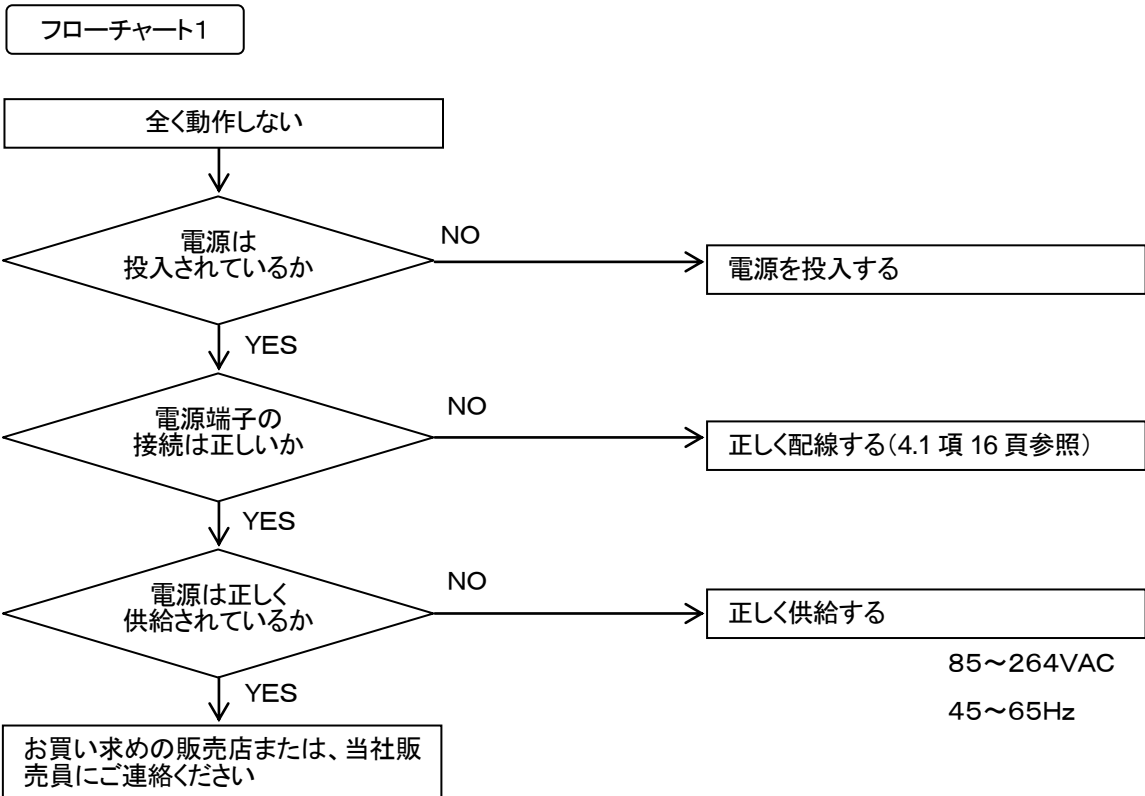 フローチャート1
全く動作しない
電源は
投入されているか
NO
電源を投入する
YES
電源端子の
接続は正しいか
NO
正しく配線する(4.1 項 16 頁参照)
YES
電源は正しく
供給されているか
NO
正しく供給する
85～264VAC
45～65Hz
YES
お買い求めの販売店または、当社販
売員にご連絡ください